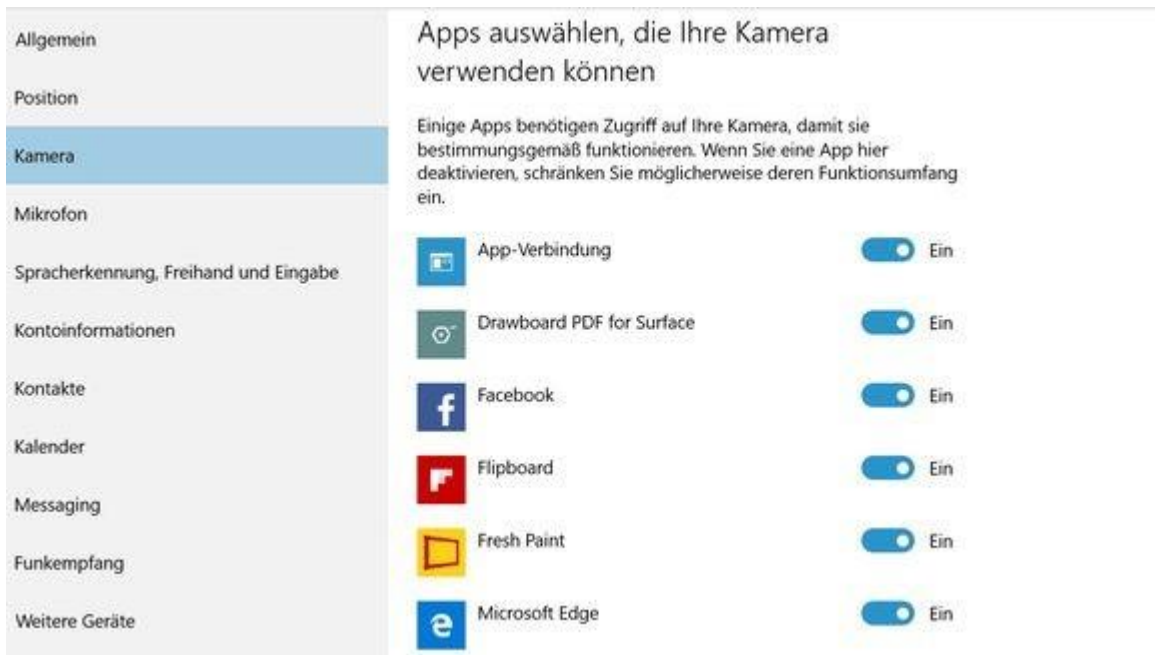 Allgemein
Position
Kamera
Mikrofon
Spracherkennung, Freihand und Eingabe
Kontoinformationen
Kontakte
Kalender
Messaging
Funkempfang
Weitere Geräte
Apps auswählen, die Ihre Kamera
verwenden können
Einige Apps benötigen Zugriff auf Ihre Kamera, damit sie
bestimmungsgemäß funktionieren. Wenn Sie eine App hier
deaktivieren, schränken Sie möglicherweise deren Funktionsumfang
ein.
App-Verbindung Ein
Drawboard PDF for Surface Ein
Facebook Ein
Flipboard Ein
Fresh Paint Ein
Microsoft Edge Ein